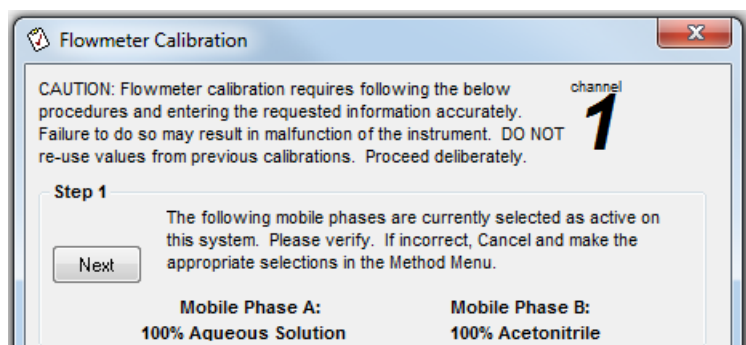 Flowmeter Calibration
CAUTION: Flowmeter calibration requires following the below
procedures and entering the requested information accurately.
Failure to do so may result in malfunction of the instrument. DO NOT
re-use values from previous calibrations. Proceed deliberately.
channel
1
Step 1
The following mobile phases are currently selected as active on
this system. Please verify. If incorrect, Cancel and make the
appropriate selections in the Method Menu.
Next
Mobile Phase A: Mobile Phase B:
100% Aqueous Solution 100% Acetonitrile